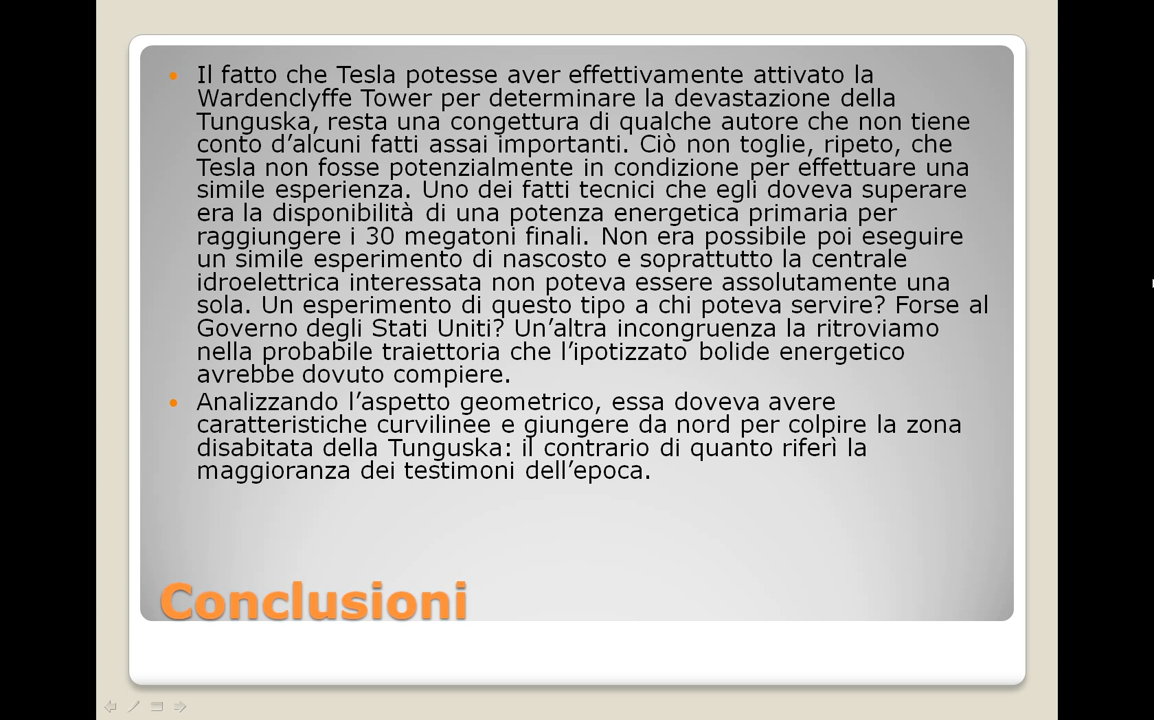 Il fatto che Tesla potesse aver effettivamente attivato la
Wardenclyffe Tower per determinare la devastazione della
Tunguska, resta una congettura di qualche autore che non tiene
conto d’alcuni fatti assai importanti. Ciò non toglie, ripeto, che
Tesla non fosse potenzialmente in condizione per effettuare una
simile esperienza. Uno dei fatti tecnici che egli doveva superare
era la disponibilità di una potenza energetica primaria per
raggiungere i 30 megatoni finali. Non era possibile poi eseguire
un simile esperimento di nascosto e soprattutto la centrale
idroelettrica interessata non poteva essere assolutamente una
sola. Un esperimento di questo tipo a chi poteva servire? Forse al
Governo degli Stati Uniti? Un’altra incongruenza la ritroviamo
nella probabile traiettoria che l’ipotizzato bolide energetico
avrebbe dovuto compiere.
Analizzando l’aspetto geometrico, essa doveva avere
caratteristiche curvilinee e giungere da nord per colpire la zona
disabitata della Tunguska: il contrario di quanto riferì la
maggioranza dei testimoni dell’epoca.
Conclusioni